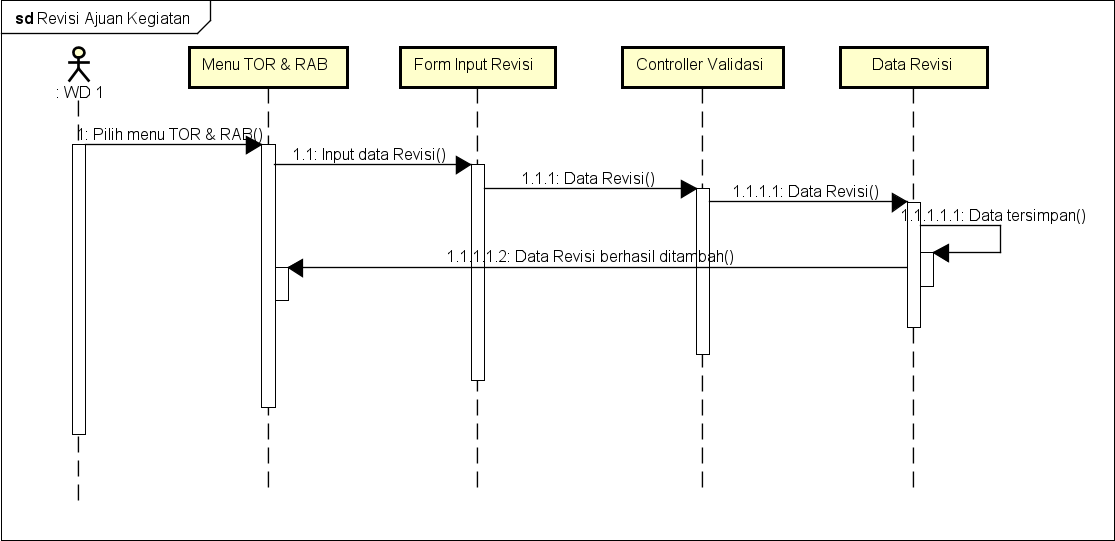 sd Revisi Ajuan Kegiatan
: WD 1
Menu TOR & RAB
Form Input Revisi
Controller Validasi
Data Revisi
1: Pilih menu TOR & RAB()
1.1: Input data Revisi()
1.1.1: Data Revisi()
1.1.1.1: Data Revisi()
1.1.1.1.1: Data tersimpan()
1.1.1.1.2: Data Revisi berhasil ditambah()